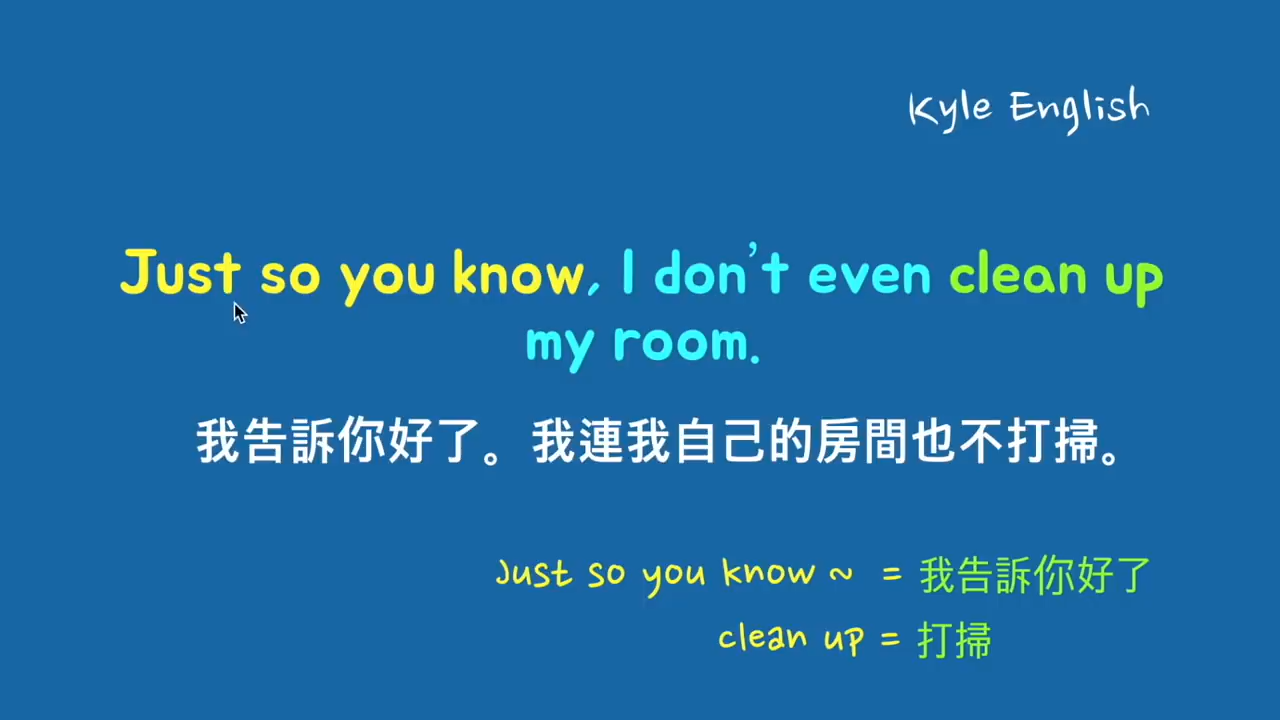 Kyle English
Just so you know, I don't even clean up
my room.
我告訴你好了。我連我自己的房間也不打掃。
Just so you know ~ = 我告訴你好了
clean up = 打掃